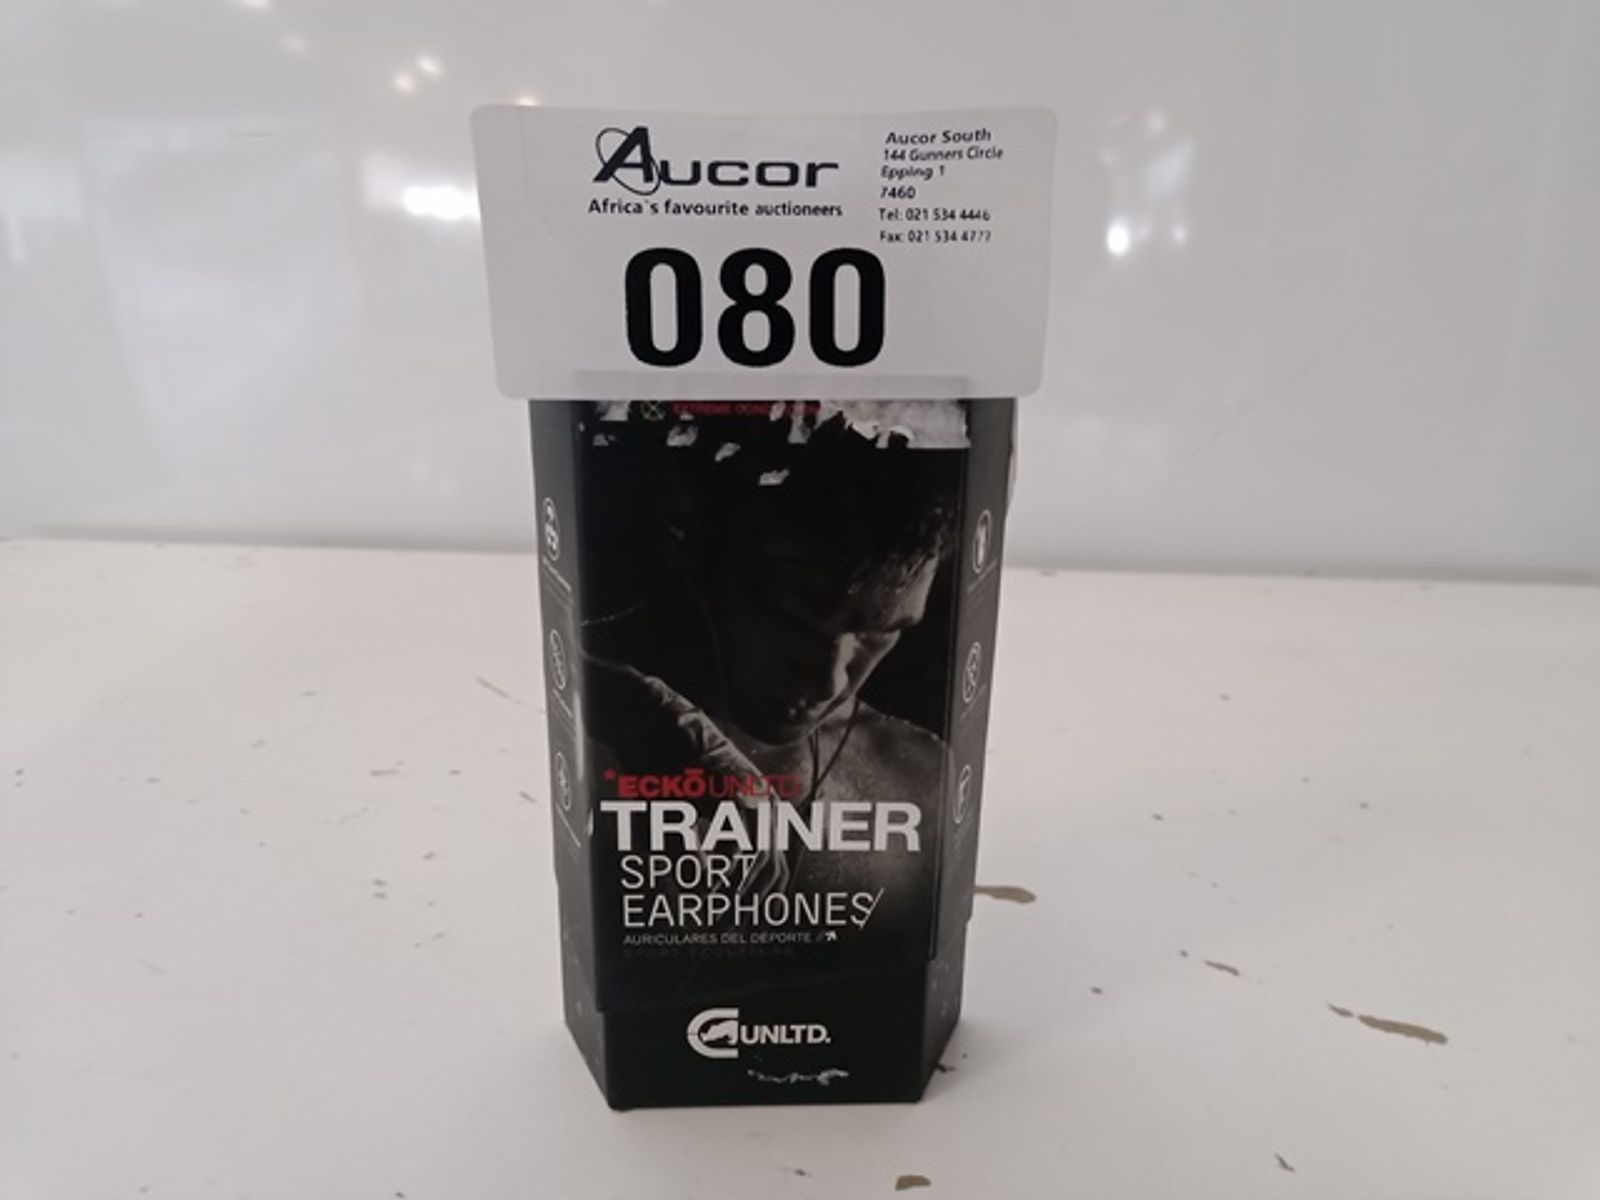 Aucor
Africa's favourite auctioneers
Aucor South
144 Gunners Circle
Epping 1
7460
Tel: 021 534 4446
Fax: 021 534 4777
080
EXTREME
*ECKŌ UNLTD
TRAINER
SPORT
EARPHONES/
AURICULARES DEL DEPORTE //
UNLTD.